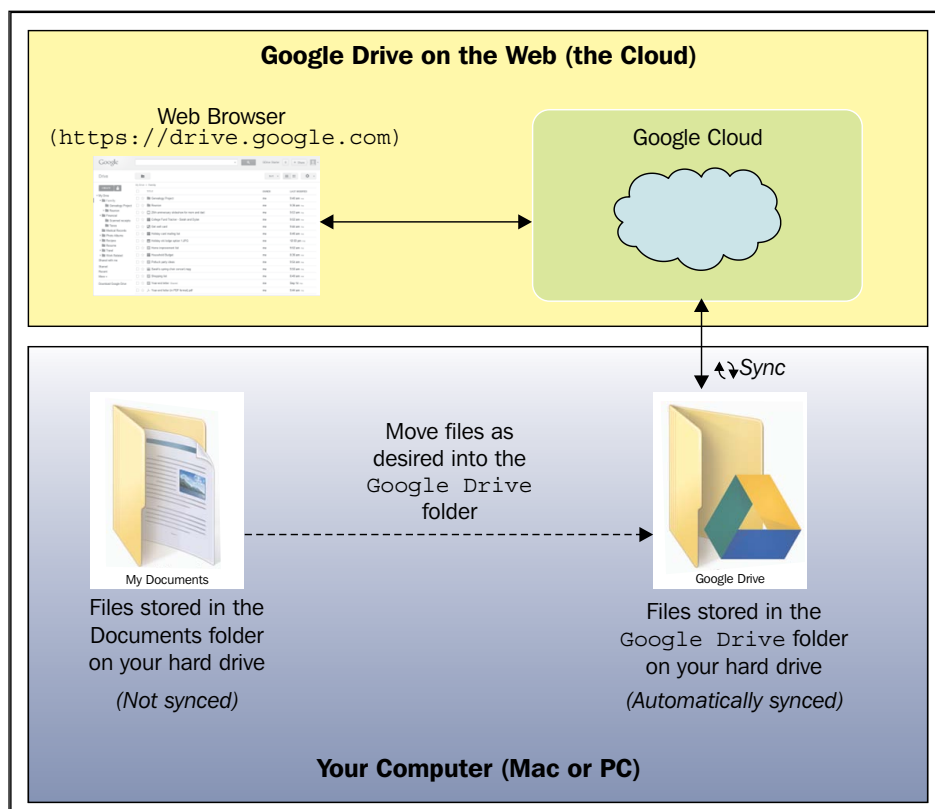 Google Drive on the Web (the Cloud)
Web Browser
(https://drive.google.com)
Google Cloud
Google
Drive
Sync
Move files as
desired into the
Google Drive
folder
My Documents
Google Drive
Files stored in the
Documents folder
on your hard drive
(Not synced)
Files stored in the
Google Drive folder
on your hard drive
(Automatically synced)
Your Computer (Mac or PC)